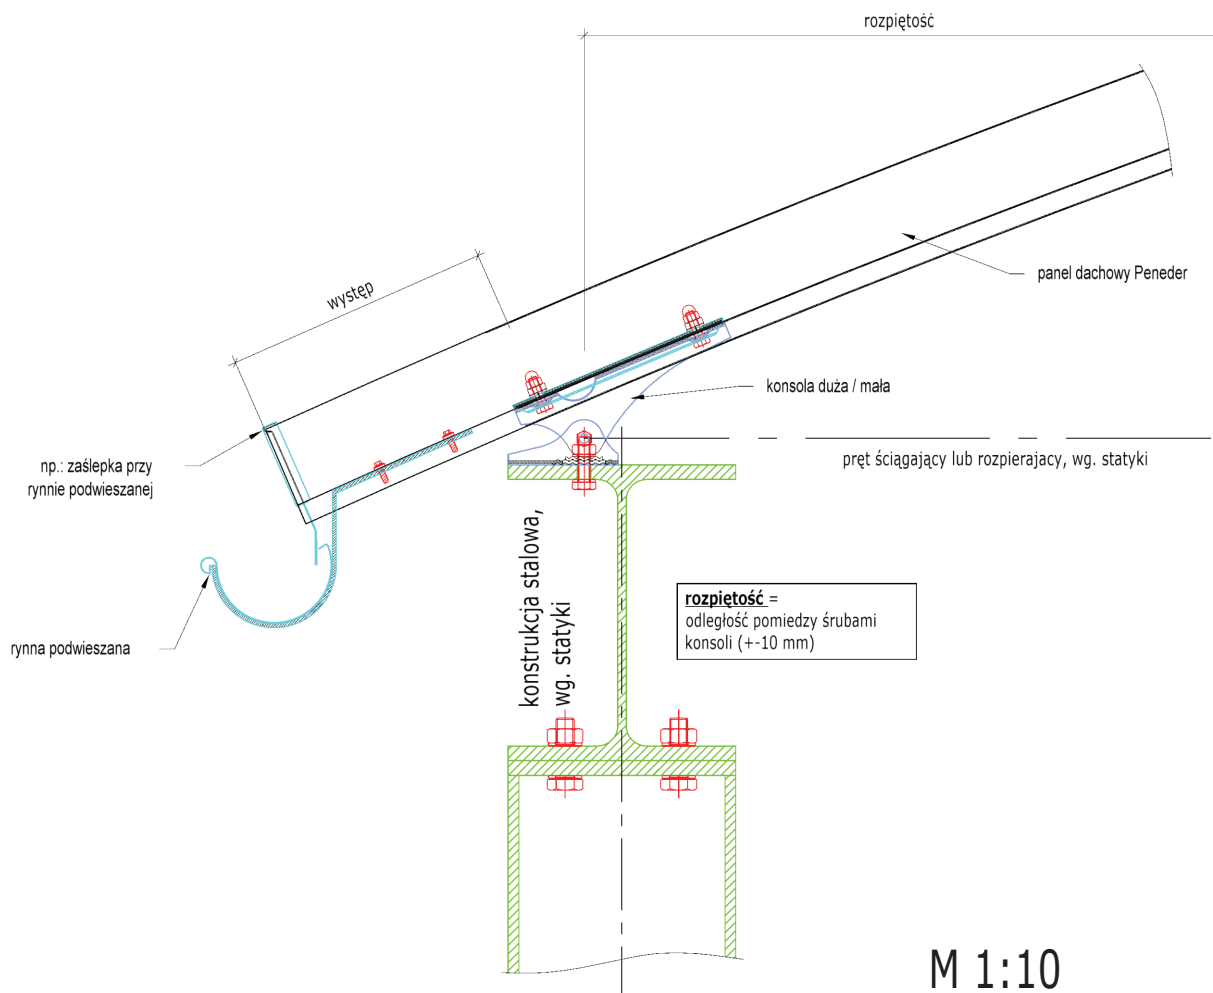 rozpiętość
występ
panel dachowy Peneder
konsola duża / mała
np.: zaślepka przy
rynnie podwieszanej
pręt ściągający lub rozpierajacy, wg. statyki
konstrukcja stalowa,
wg. statyki
rozpiętość =
odległość pomiedzy śrubami
konsoli (+-10 mm)
rynna podwieszana
M 1:10